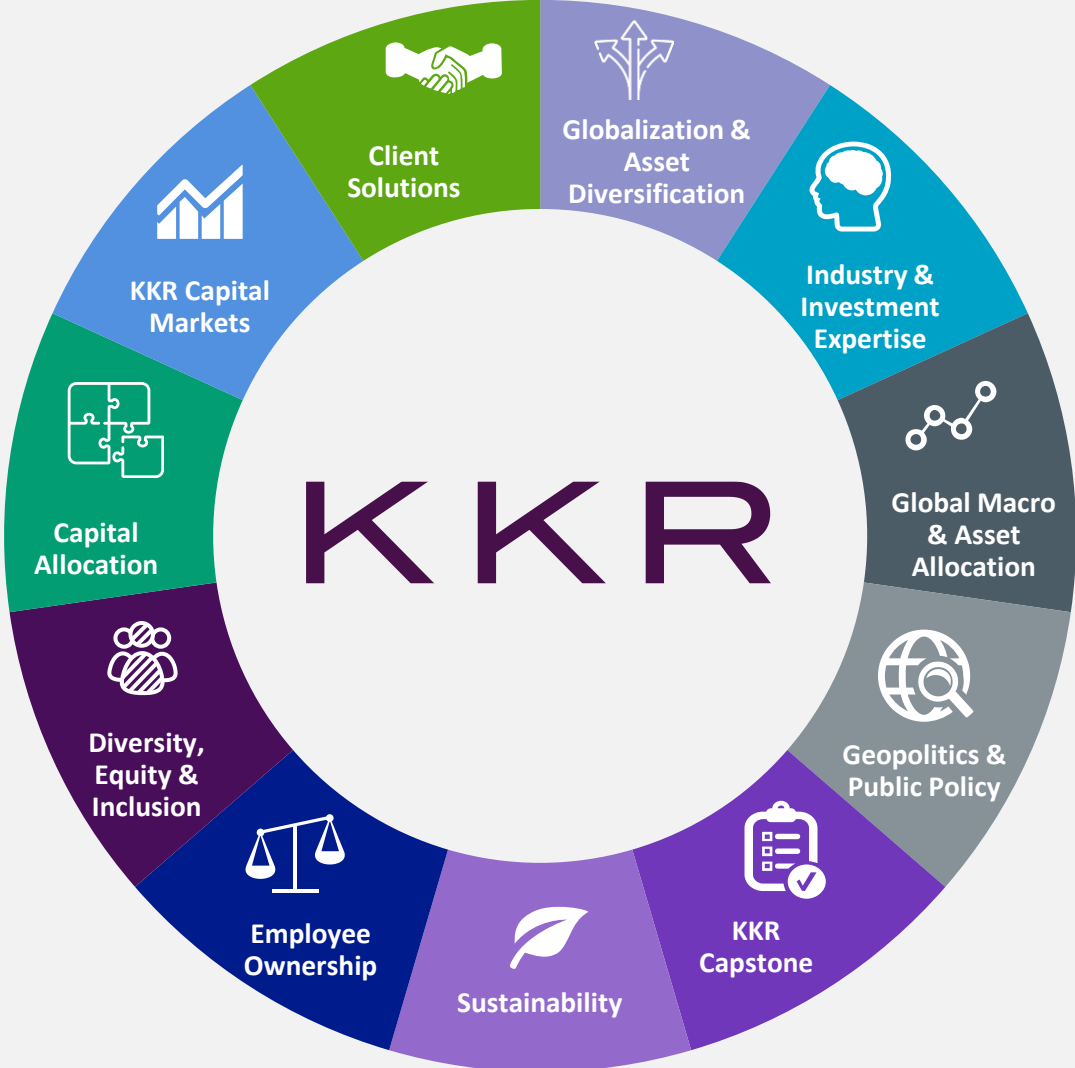 Globalization &
Asset
Diversification
Industry &
Investment
Expertise
Global Macro
& Asset
Allocation
Geopolitics &
Public Policy
KKR
Capstone
Sustainability
Employee
Ownership
Diversity,
Equity &
Inclusion
Capital
Allocation
KKR Capital
Markets
Client
Solutions
KKR